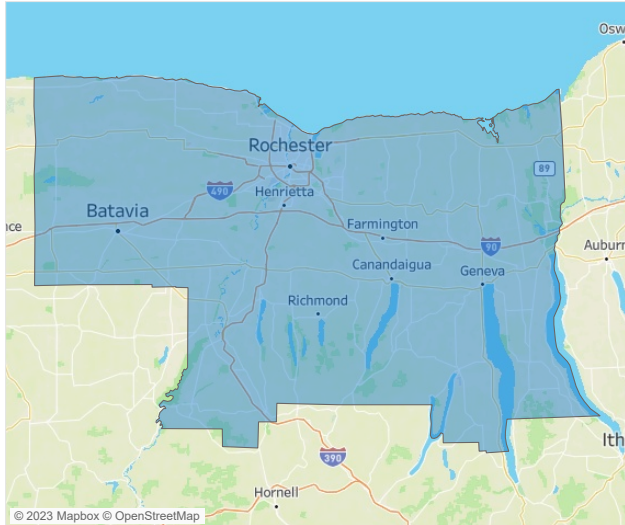 Osw
Rochester
89
490
Henrietta
Batavia
nce
Farmington
90
Auburn
Canandaigua
Geneva
Richmond
Ith
390
Hornell
© 2023 Mapbox © OpenStreetMap